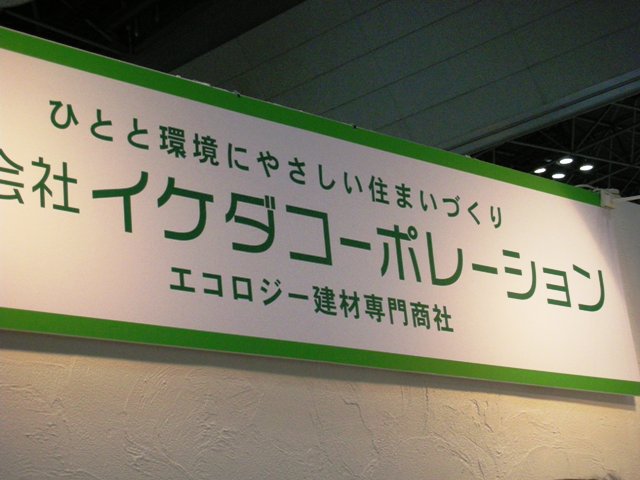 ひとと環境にやさしい住まいづくり
会社イケダコーポレーション
エコロジー建材専門商社